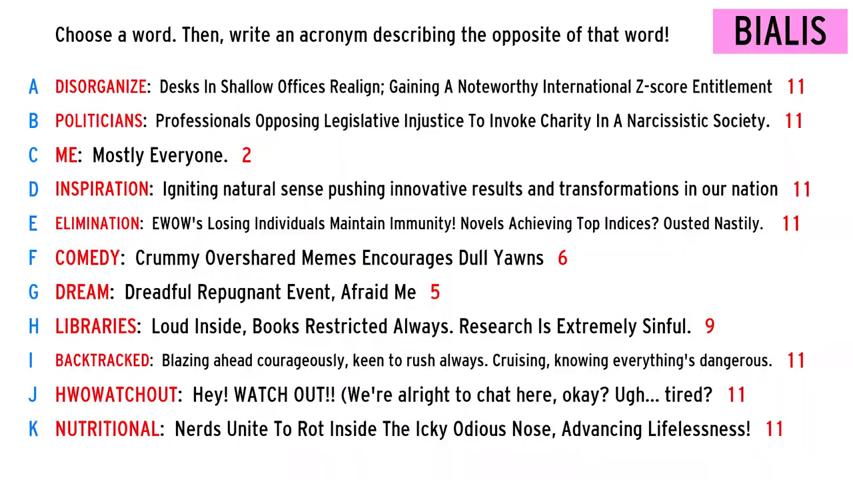 Choose a word. Then, write an acronym describing the opposite of that word!
BIALIS
A DISORGANIZE: Desks In Shallow Offices Realign; Gaining A Noteworthy International Z-score Entitlement 11
B POLITICIANS: Professionals Opposing Legislative Injustice To Invoke Charity In A Narcissistic Society. 11
C ME: Mostly Everyone. 2
D INSPIRATION: Igniting natural sense pushing innovative results and transformations in our nation 11
E ELIMINATION: EWOW's Losing Individuals Maintain Immunity! Novels Achieving Top Indices? Ousted Nastily. 11
F COMEDY: Crummy Overshared Memes Encourages Dull Yawns 6
G DREAM: Dreadful Repugnant Event, Afraid Me 5
H LIBRARIES: Loud Inside, Books Restricted Always. Research Is Extremely Sinful. 9
I BACKTRACKED: Blazing ahead courageously, keen to rush always. Cruising, knowing everything's dangerous. 11
J HWOWATCHOUT: Hey! WATCH OUT!! (We're alright to chat here, okay? Ugh... tired? 11
K NUTRITIONAL: Nerds Unite To Rot Inside The Icky Odious Nose, Advancing Lifelessness! 11